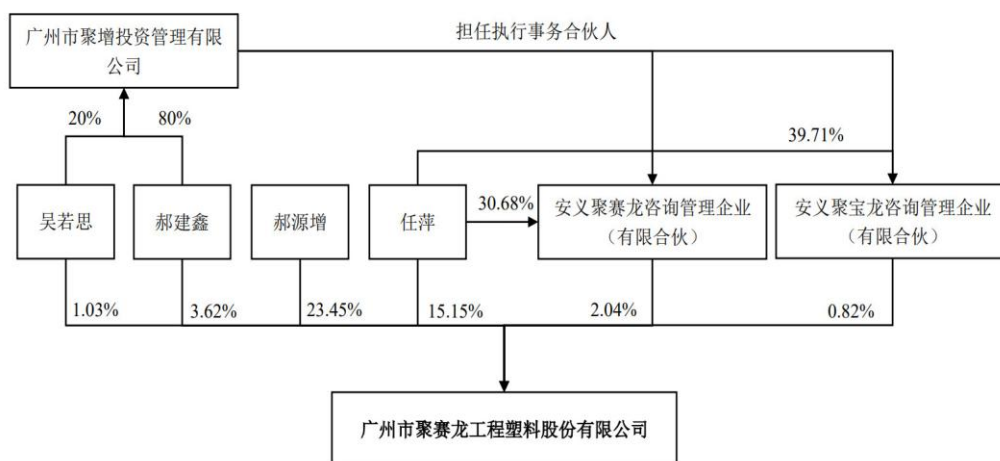 广州市聚增投资管理有限
公司
担任执行事务合伙人
20%
80%
39.71%
吴若思
郝建鑫
郝源增
任萍
30.68%
安义聚赛龙咨询管理企业
（有限合伙）
安义聚宝龙咨询管理企业
（有限合伙）
1.03%
3.62%
23.45%
15.15%
2.04%
0.82%
广州市聚赛龙工程塑料股份有限公司